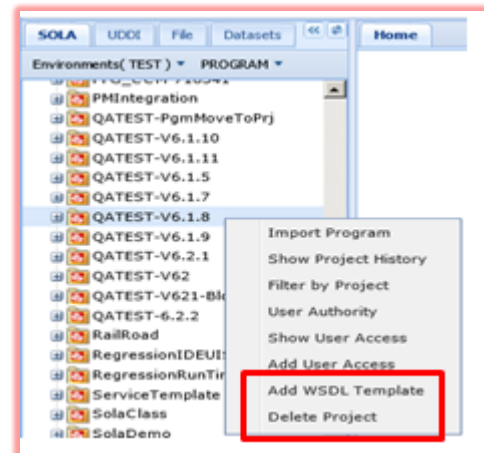 SOLA UDDI File Datasets Home
Environments( TEST ) PROGRAM
PMIntegration
QATEST-PgmMoveToPrj
QATEST-V6.1.10
QATEST-V6.1.11
QATEST-V6.1.5
QATEST-V6.1.7
QATEST-V6.1.8
QATEST-V6.1.9
QATEST-V6.2.1
QATEST-V62
QATEST-V621-Blo
QATEST-6.2.2
RailRoad
RegressionIDEUI
RegressionRunTi
ServiceTemplate
SolaClass
SolaDemo
Import Program
Show Project History
Filter by Project
User Authority
Show User Access
Add User Access
Add WSDL Template
Delete Project